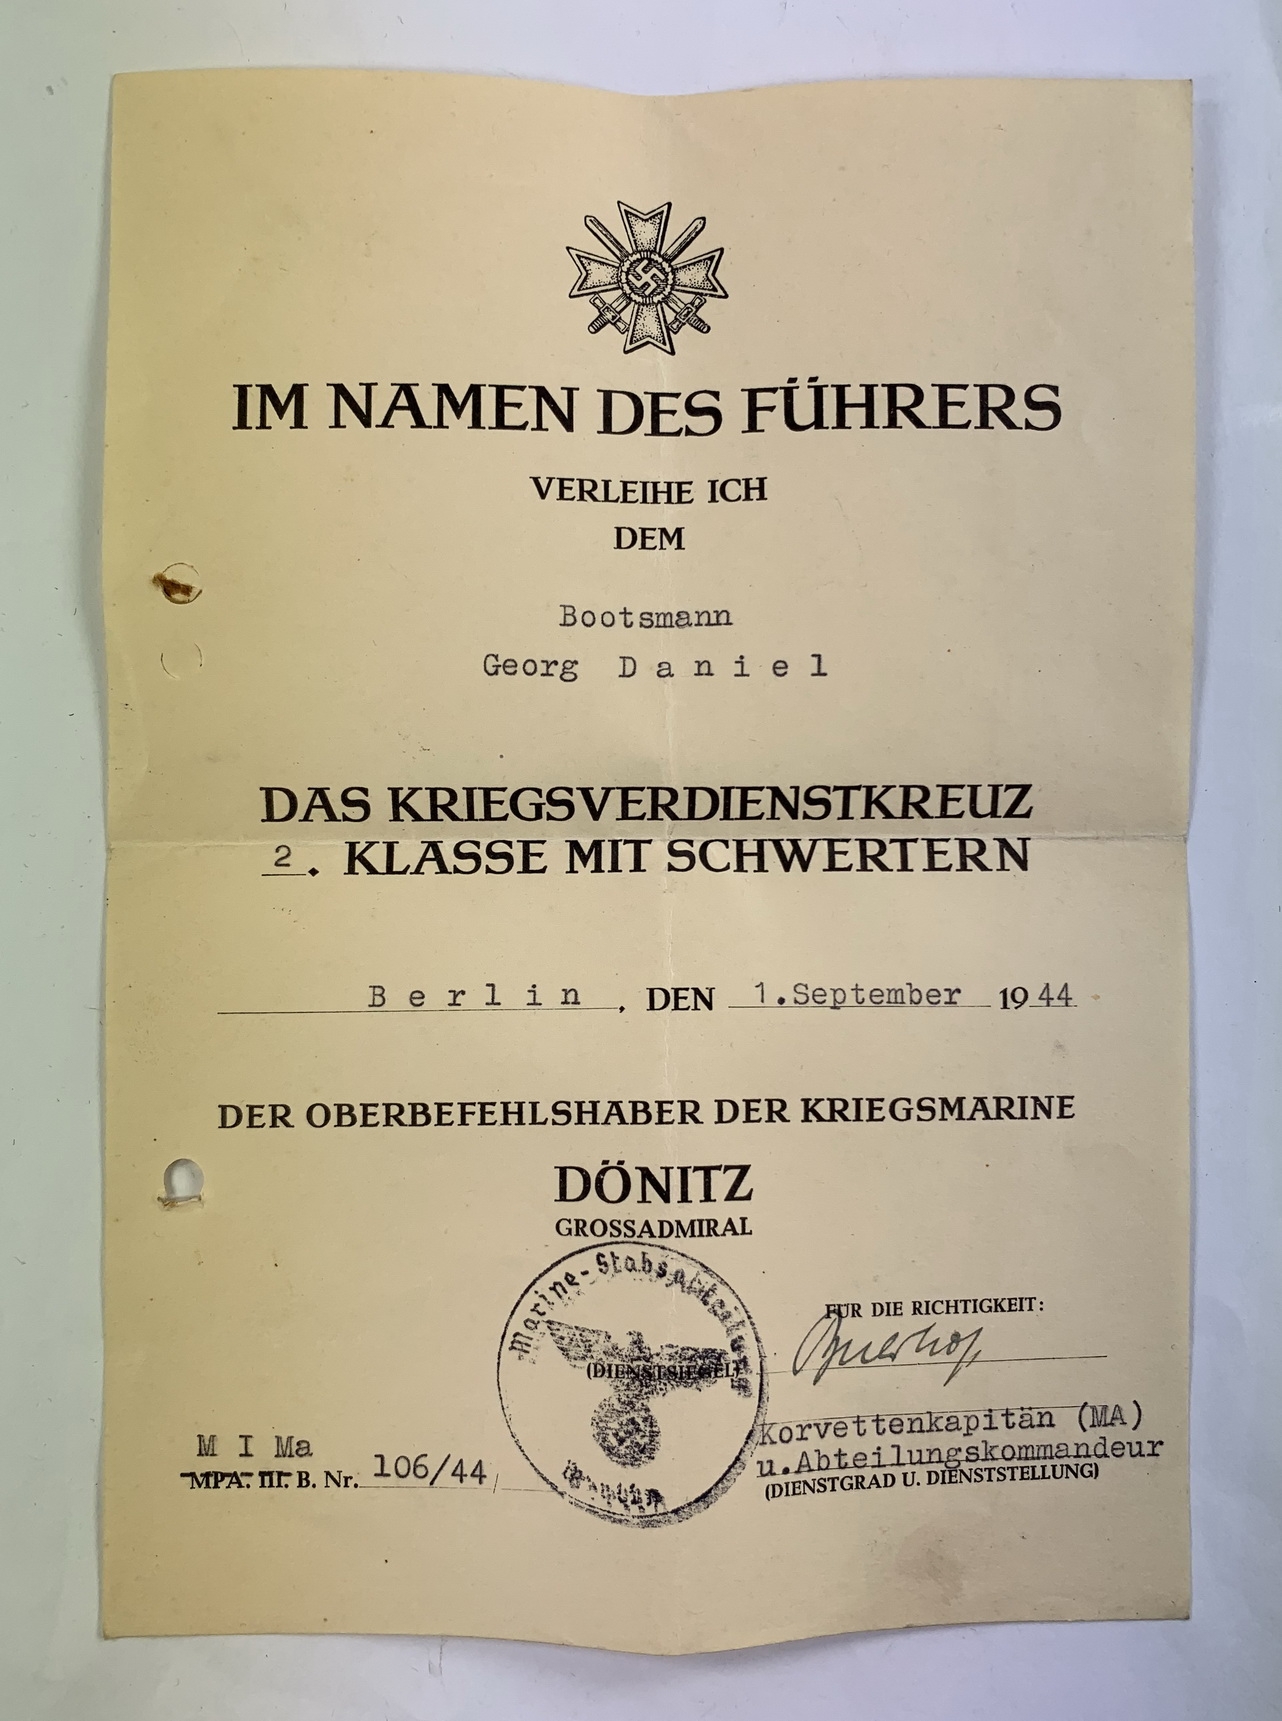 IM NAMEN DES FÜHRERS
VERLEIHE ICH
DEM
Bootsmann
Georg D a n i e l
DAS KRIEGSVERDIENSTKREUZ
2. KLASSE MIT SCHWERTERN
B e r l i n, DEN 1.September 1944
DER OBERBEFEHLSHABER DER KRIEGSMARINE
DÖNITZ
GROSSADMIRAL
Marine-Stabsabteilung
(DIENSTSIEGEL)
FÜR DIE RICHTIGKEIT:
Korvettenkapitän (MA)
u.Abteilungskommandeur
(DIENSTGRAD U. DIENSTSTELLUNG)
M I Ma
MPA. III. B. Nr. 106/44